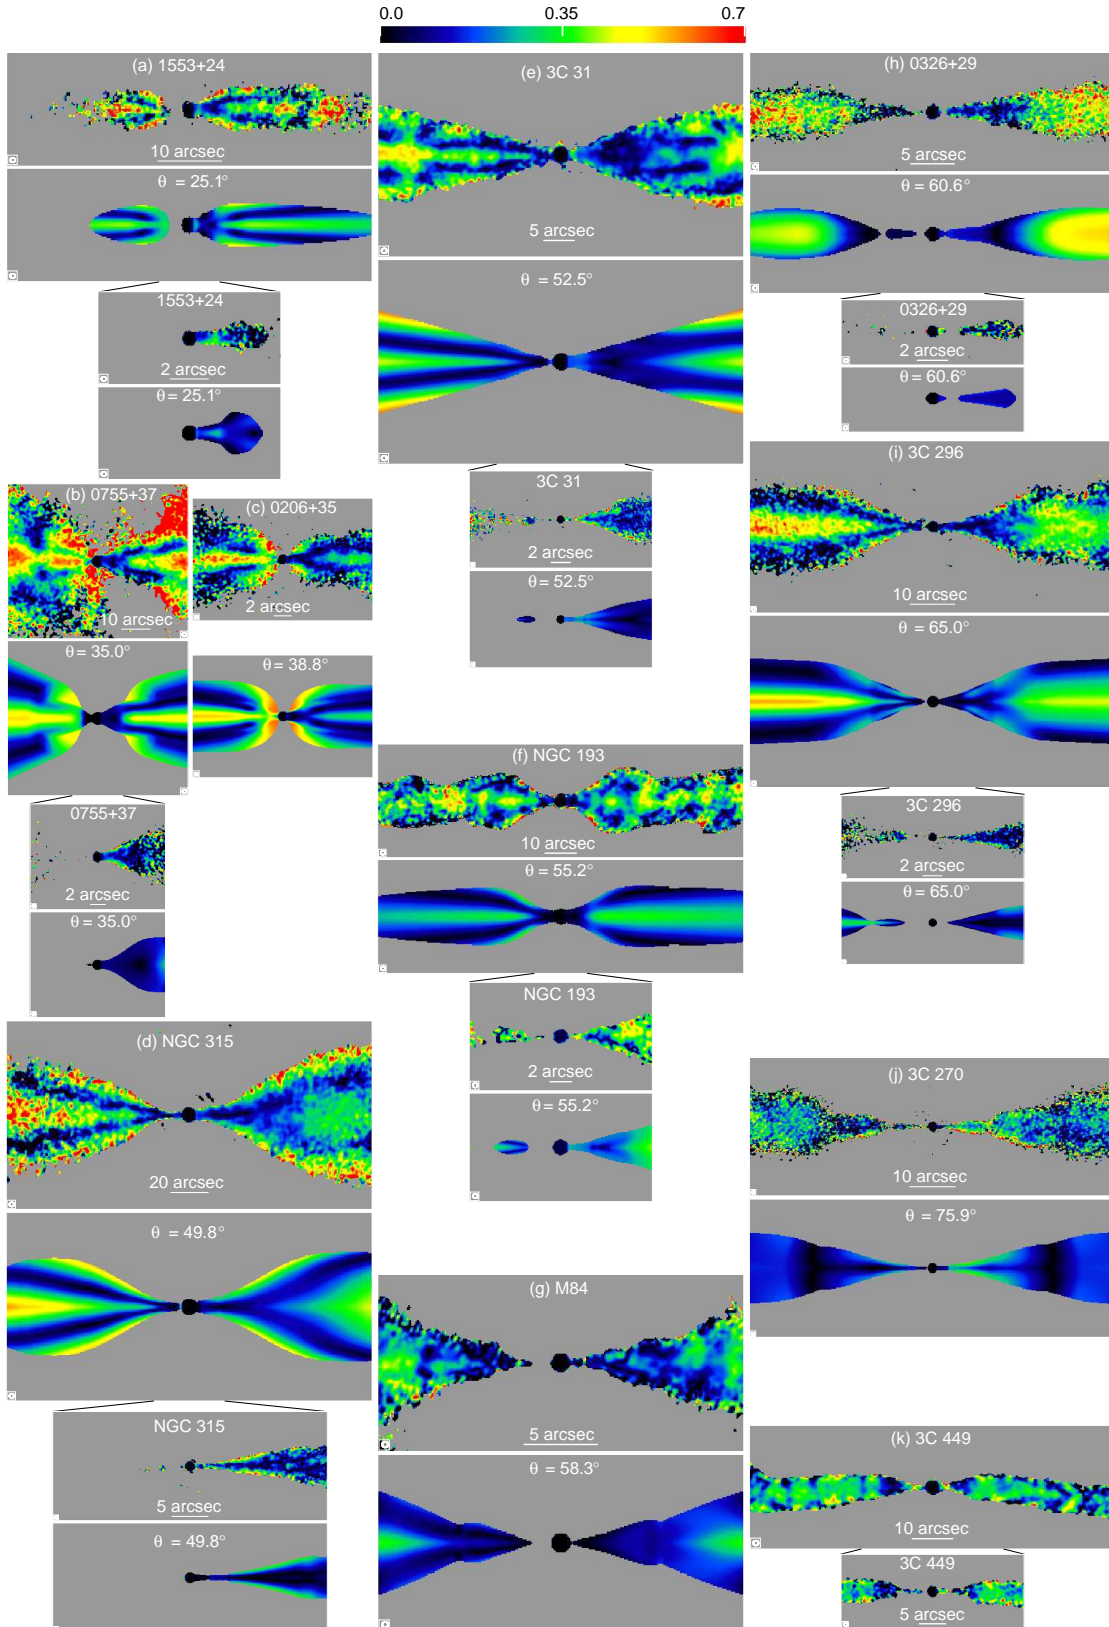 0.0 0.35 0.7
(a) 1553+24
10 arcsec
θ = 25.1°
1553+24
2 arcsec
θ = 25.1°
(b) 0755+37
10 arcsec
θ = 35.0°
0755+37
2 arcsec
θ = 35.0°
(c) 0206+35
2 arcsec
θ = 38.8°
(d) NGC 315
20 arcsec
θ = 49.8°
NGC 315
5 arcsec
θ = 49.8°
(e) 3C 31
5 arcsec
θ = 52.5°
3C 31
2 arcsec
θ = 52.5°
(f) NGC 193
10 arcsec
θ = 55.2°
NGC 193
2 arcsec
θ = 55.2°
(g) M84
5 arcsec
θ = 58.3°
(h) 0326+29
5 arcsec
θ = 60.6°
0326+29
2 arcsec
θ = 60.6°
(i) 3C 296
10 arcsec
θ = 65.0°
3C 296
2 arcsec
θ = 65.0°
(j) 3C 270
10 arcsec
θ = 75.9°
(k) 3C 449
10 arcsec
3C 449
5 arcsec